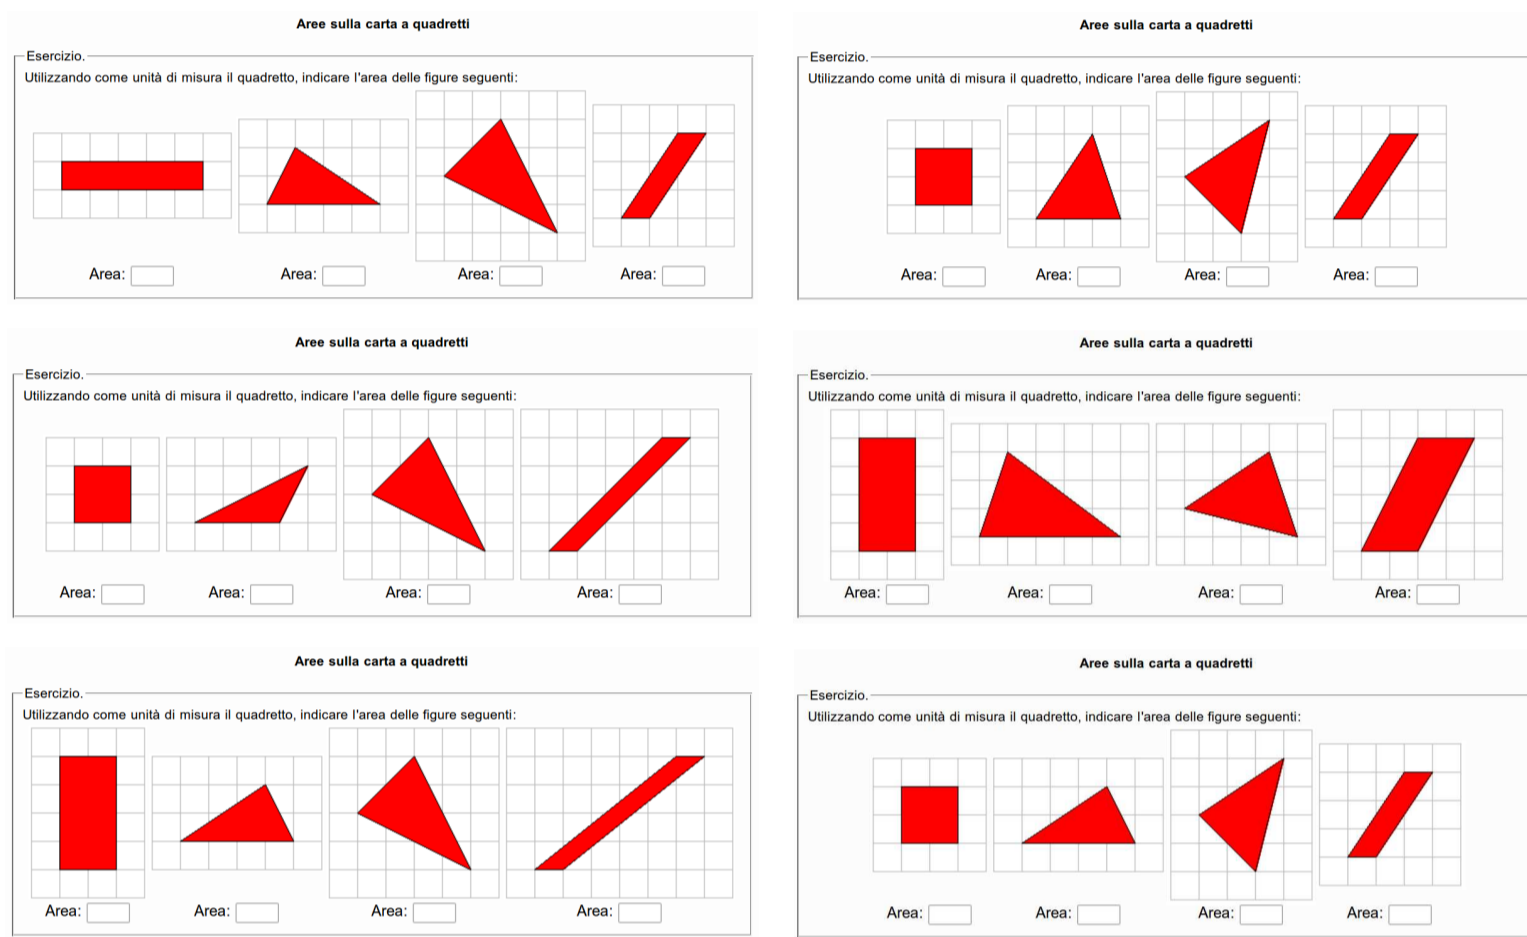 Aree sulla carta a quadretti
Esercizio.
Utilizzando come unità di misura il quadretto, indicare l'area delle figure seguenti:
Area: Area: Area: Area:
Aree sulla carta a quadretti
Esercizio.
Utilizzando come unità di misura il quadretto, indicare l'area delle figure seguenti:
Area: Area: Area: Area:
Aree sulla carta a quadretti
Esercizio.
Utilizzando come unità di misura il quadretto, indicare l'area delle figure seguenti:
Area: Area: Area: Area:
Aree sulla carta a quadretti
Esercizio.
Utilizzando come unità di misura il quadretto, indicare l'area delle figure seguenti:
Area: Area: Area: Area:
Aree sulla carta a quadretti
Esercizio.
Utilizzando come unità di misura il quadretto, indicare l'area delle figure seguenti:
Area: Area: Area: Area:
Aree sulla carta a quadretti
Esercizio.
Utilizzando come unità di misura il quadretto, indicare l'area delle figure seguenti:
Area: Area: Area: Area: